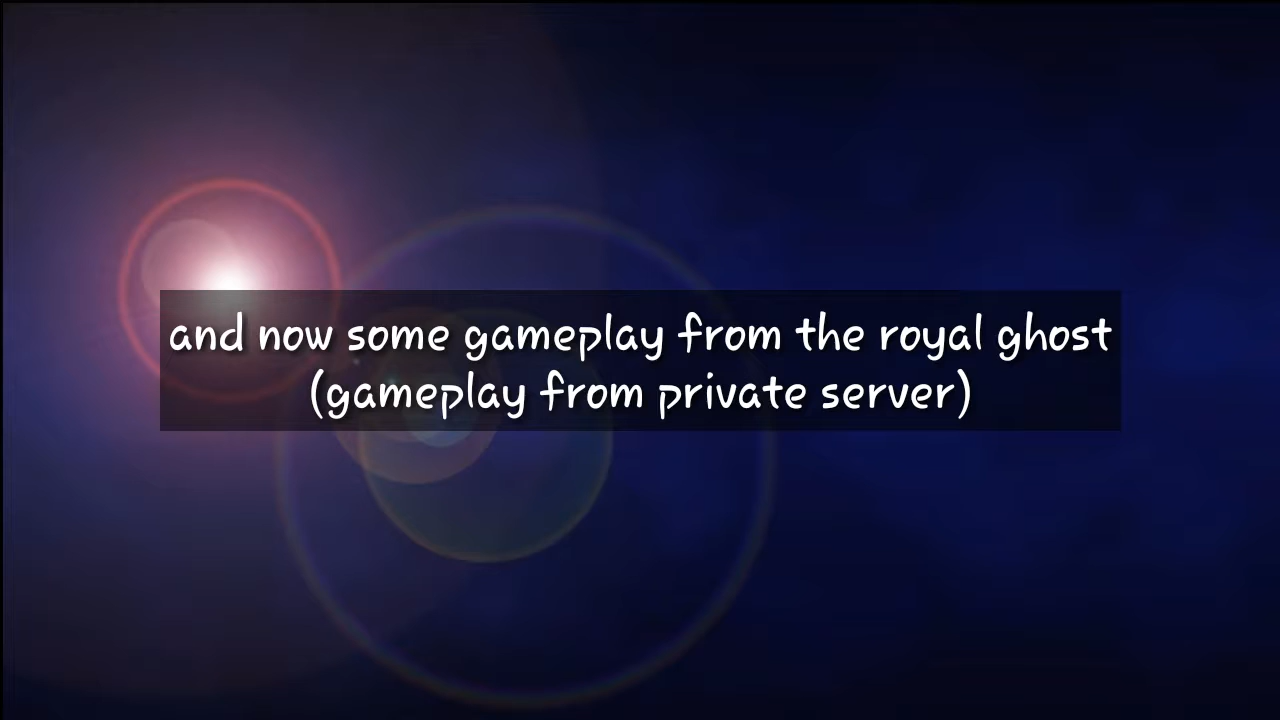 and now some gameplay from the royal ghost
(gameplay from private server)